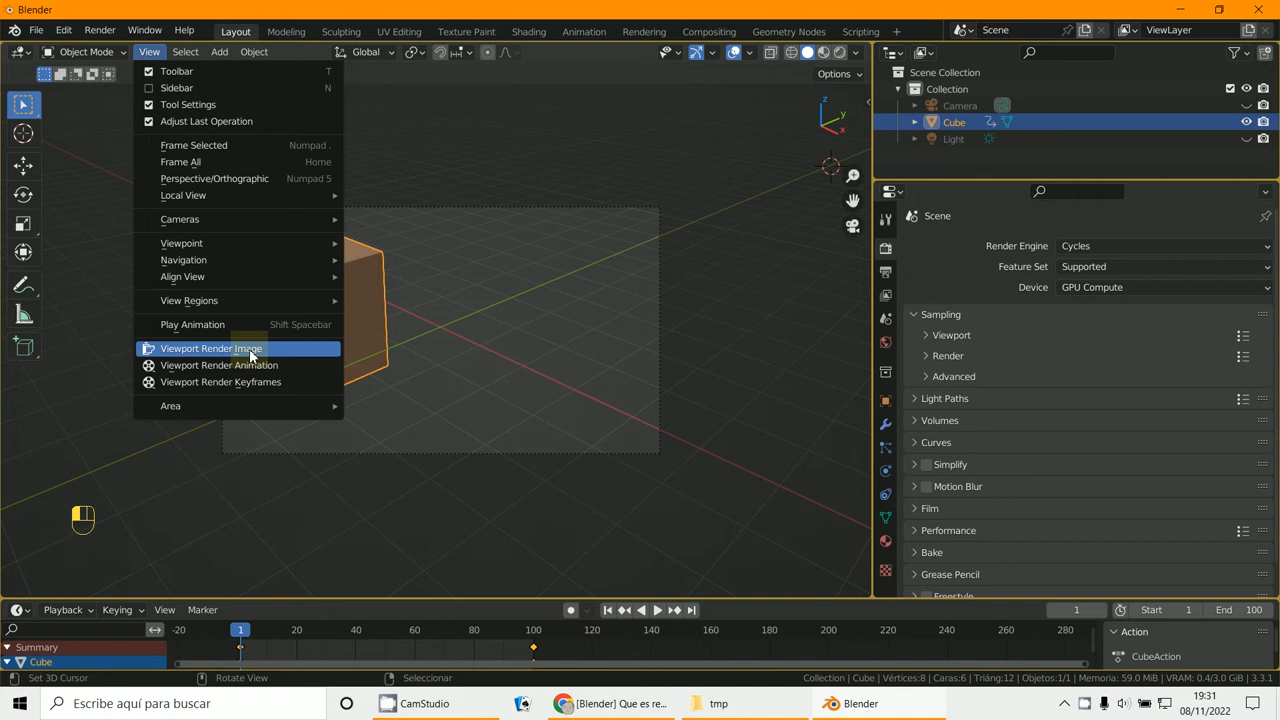 Blender
File Edit Render Window Help Layout Modeling Sculpting UV Editing Texture Paint Shading Animation Rendering Compositing Geometry Nodes Scripting Scene ViewLayer
Object Mode View Select Add Object Global
Options
Toolbar T
Sidebar N
Tool Settings
Adjust Last Operation
Frame Selected Numpad .
Frame All Home
Perspective/Orthographic Numpad 5
Local View
Cameras
Viewpoint
Navigation
Align View
View Regions
Play Animation Shift Spacebar
Viewport Render Image
Viewport Render Animation
Viewport Render Keyframes
Area
Z
Y
X
Scene Collection
Collection
Camera
Cube
Light
Scene
Render Engine Cycles
Feature Set Supported
Device GPU Compute
Sampling
Viewport
Render
Advanced
Light Paths
Volumes
Curves
Simplify
Motion Blur
Film
Performance
Bake
Grease Pencil
Freestyle
Playback Keying View Marker 1 Start 1 End 100
-20 1 20 40 60 80 100 120 140 160 180 200 220 240 260 280
Summary
Cube
Action
CubeAction
Set 3D Cursor Rotate View Seleccionar Collection | Cube | Vértices:8 | Caras:6 | Triáng:12 | Objects:1/1 | Memoria: 59.0 MiB | VRAM: 0.4/3.0 GiB | 3.3.1
Escribe aquí para buscar CamStudio [Blender] Que es re... tmp Blender
19:31
08/11/2022